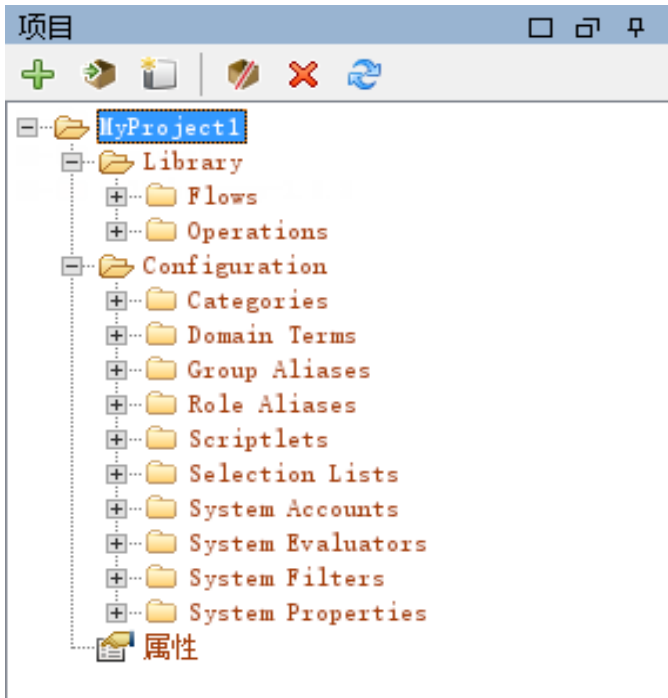 项目
MyProject1
Library
Flows
Operations
Configuration
Categories
Domain Terms
Group Aliases
Role Aliases
Scriptlets
Selection Lists
System Accounts
System Evaluators
System Filters
System Properties
属性